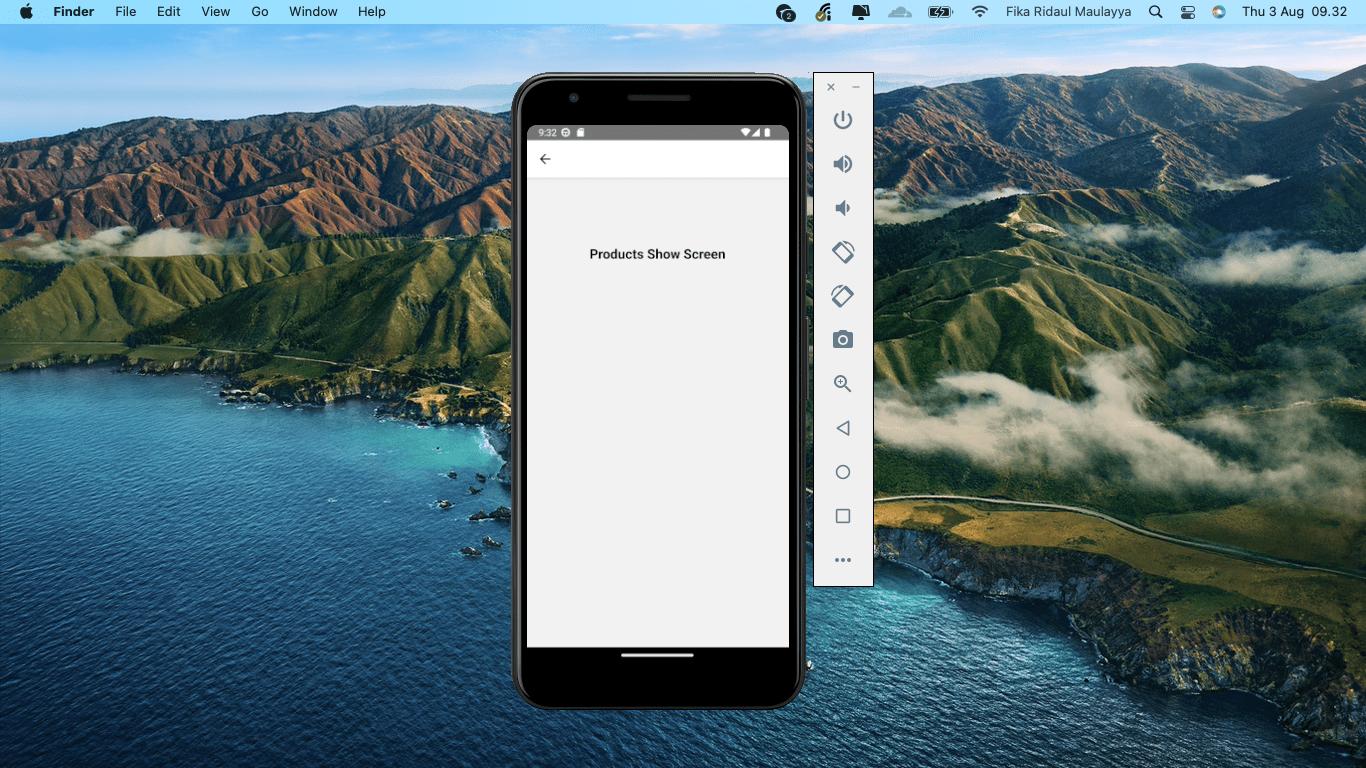 Finder File Edit View Go Window Help 2 Fika Ridaul Maulayya Thu 3 Aug 09.32
9:32
Products Show Screen